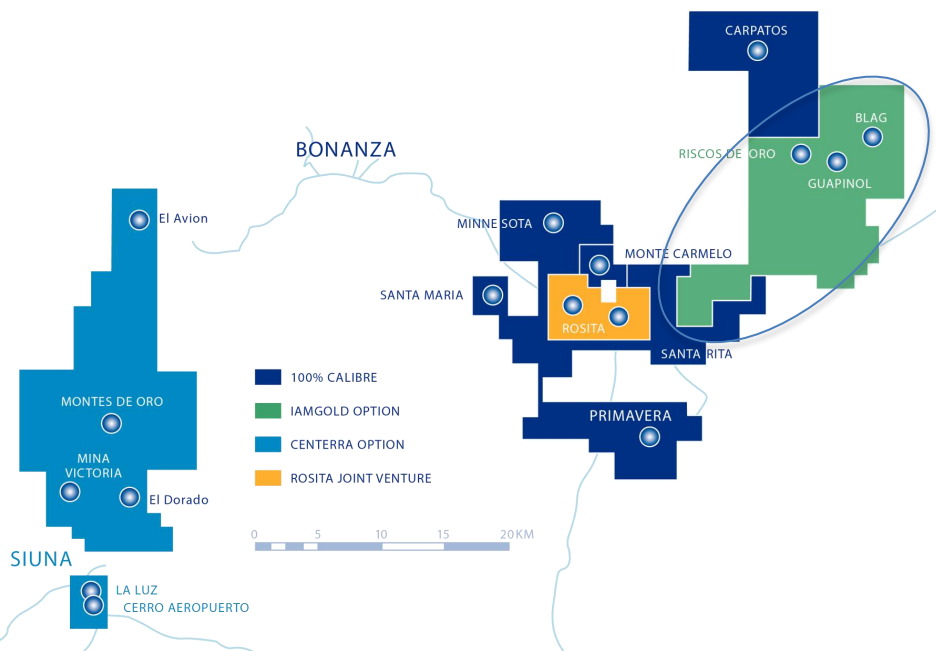 CARPATOS
BLAG
BONANZA
RISCOS DE ORO
GUAPINOL
El Avion
MINNESOTA
MONTE CARMELO
SANTA MARIA
ROSITA
SANTA RITA
100% CALIBRE
MONTES DE ORO
IAMGOLD OPTION
PRIMAVERA
CENTERRA OPTION
MINA
VICTORIA
ROSITA JOINT VENTURE
El Dorado
0 5 10 15 20 KM
SIUNA
LA LUZ
CERRO AEROPUERTO